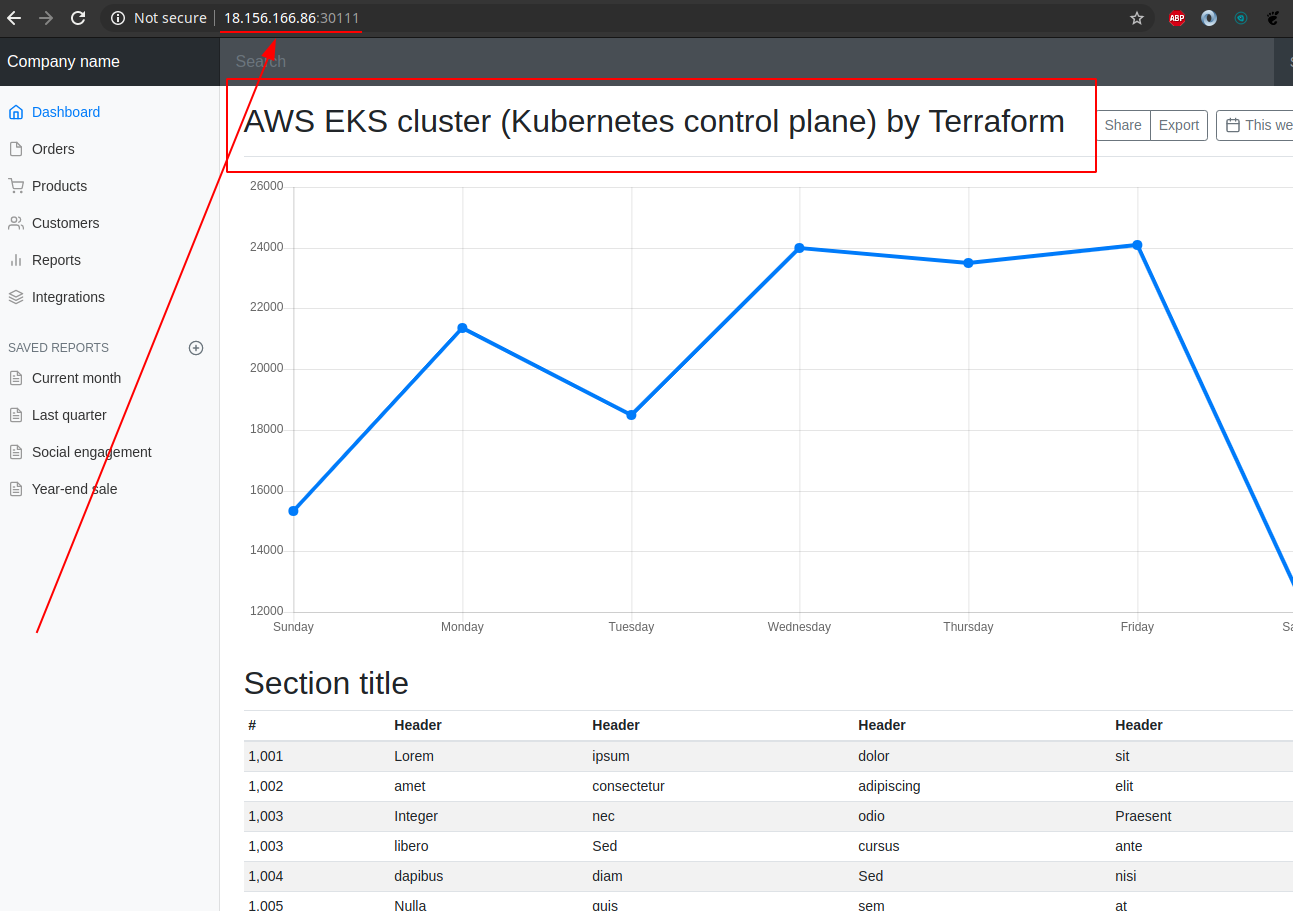 Not secure 18.156.166.86:30111
ABP
Company name
Search
Dashboard
Orders
Products
Customers
Reports
Integrations
SAVED REPORTS
Current month
Last quarter
Social engagement
Year-end sale
AWS EKS cluster (Kubernetes control plane) by Terraform
Share Export This we
26000
24000
22000
20000
18000
16000
14000
12000
Sunday Monday Tuesday Wednesday Thursday Friday Sa
Section title
# Header Header Header Header
1,001 Lorem ipsum dolor sit
1,002 amet consectetur adipiscing elit
1,003 Integer nec odio Praesent
1,003 libero Sed cursus ante
1,004 dapibus diam Sed nisi
1,005 Nulla quis sem at